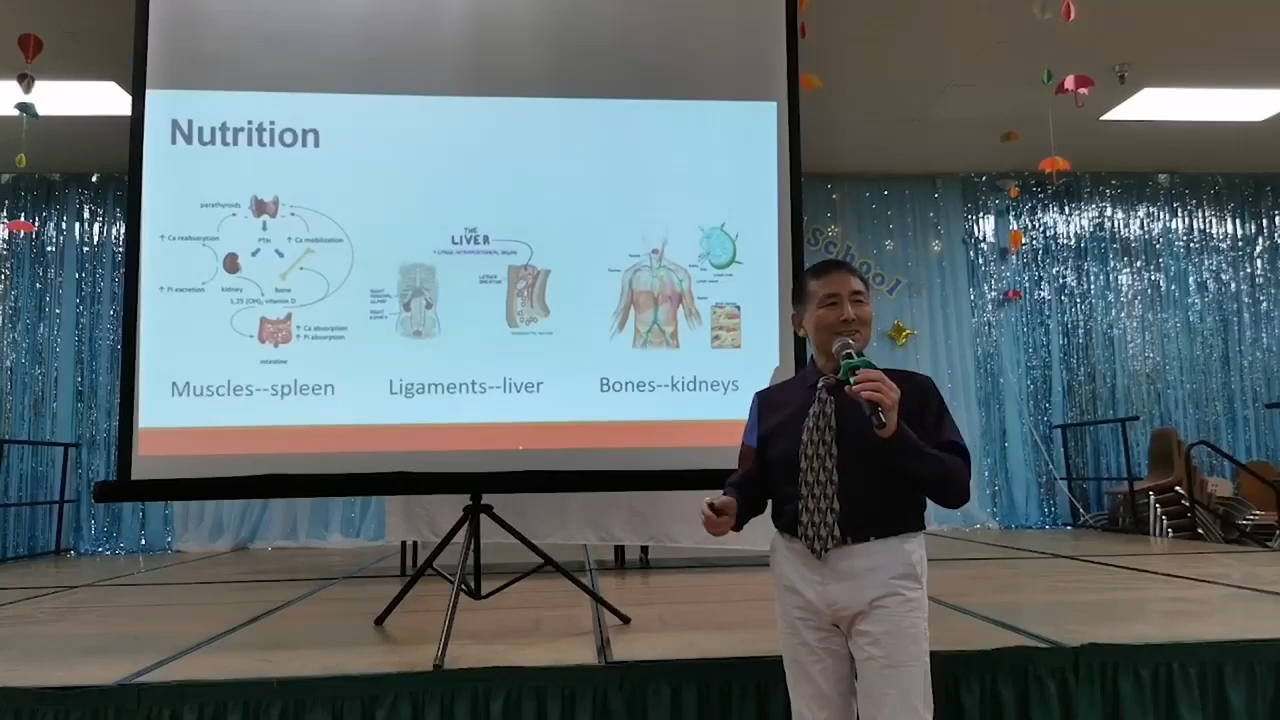 Nutrition
parathyroids
↑ Ca reabsorption
PTH
↑ Ca mobilization
↑ Pi excretion
kidney
bone
1,25 (OH)₂ vitamin D
↑ Ca absorption
↑ Pi absorption
intestine
THE
LIVER
Muscles--spleen
Ligaments--liver
Bones--kidneys
School